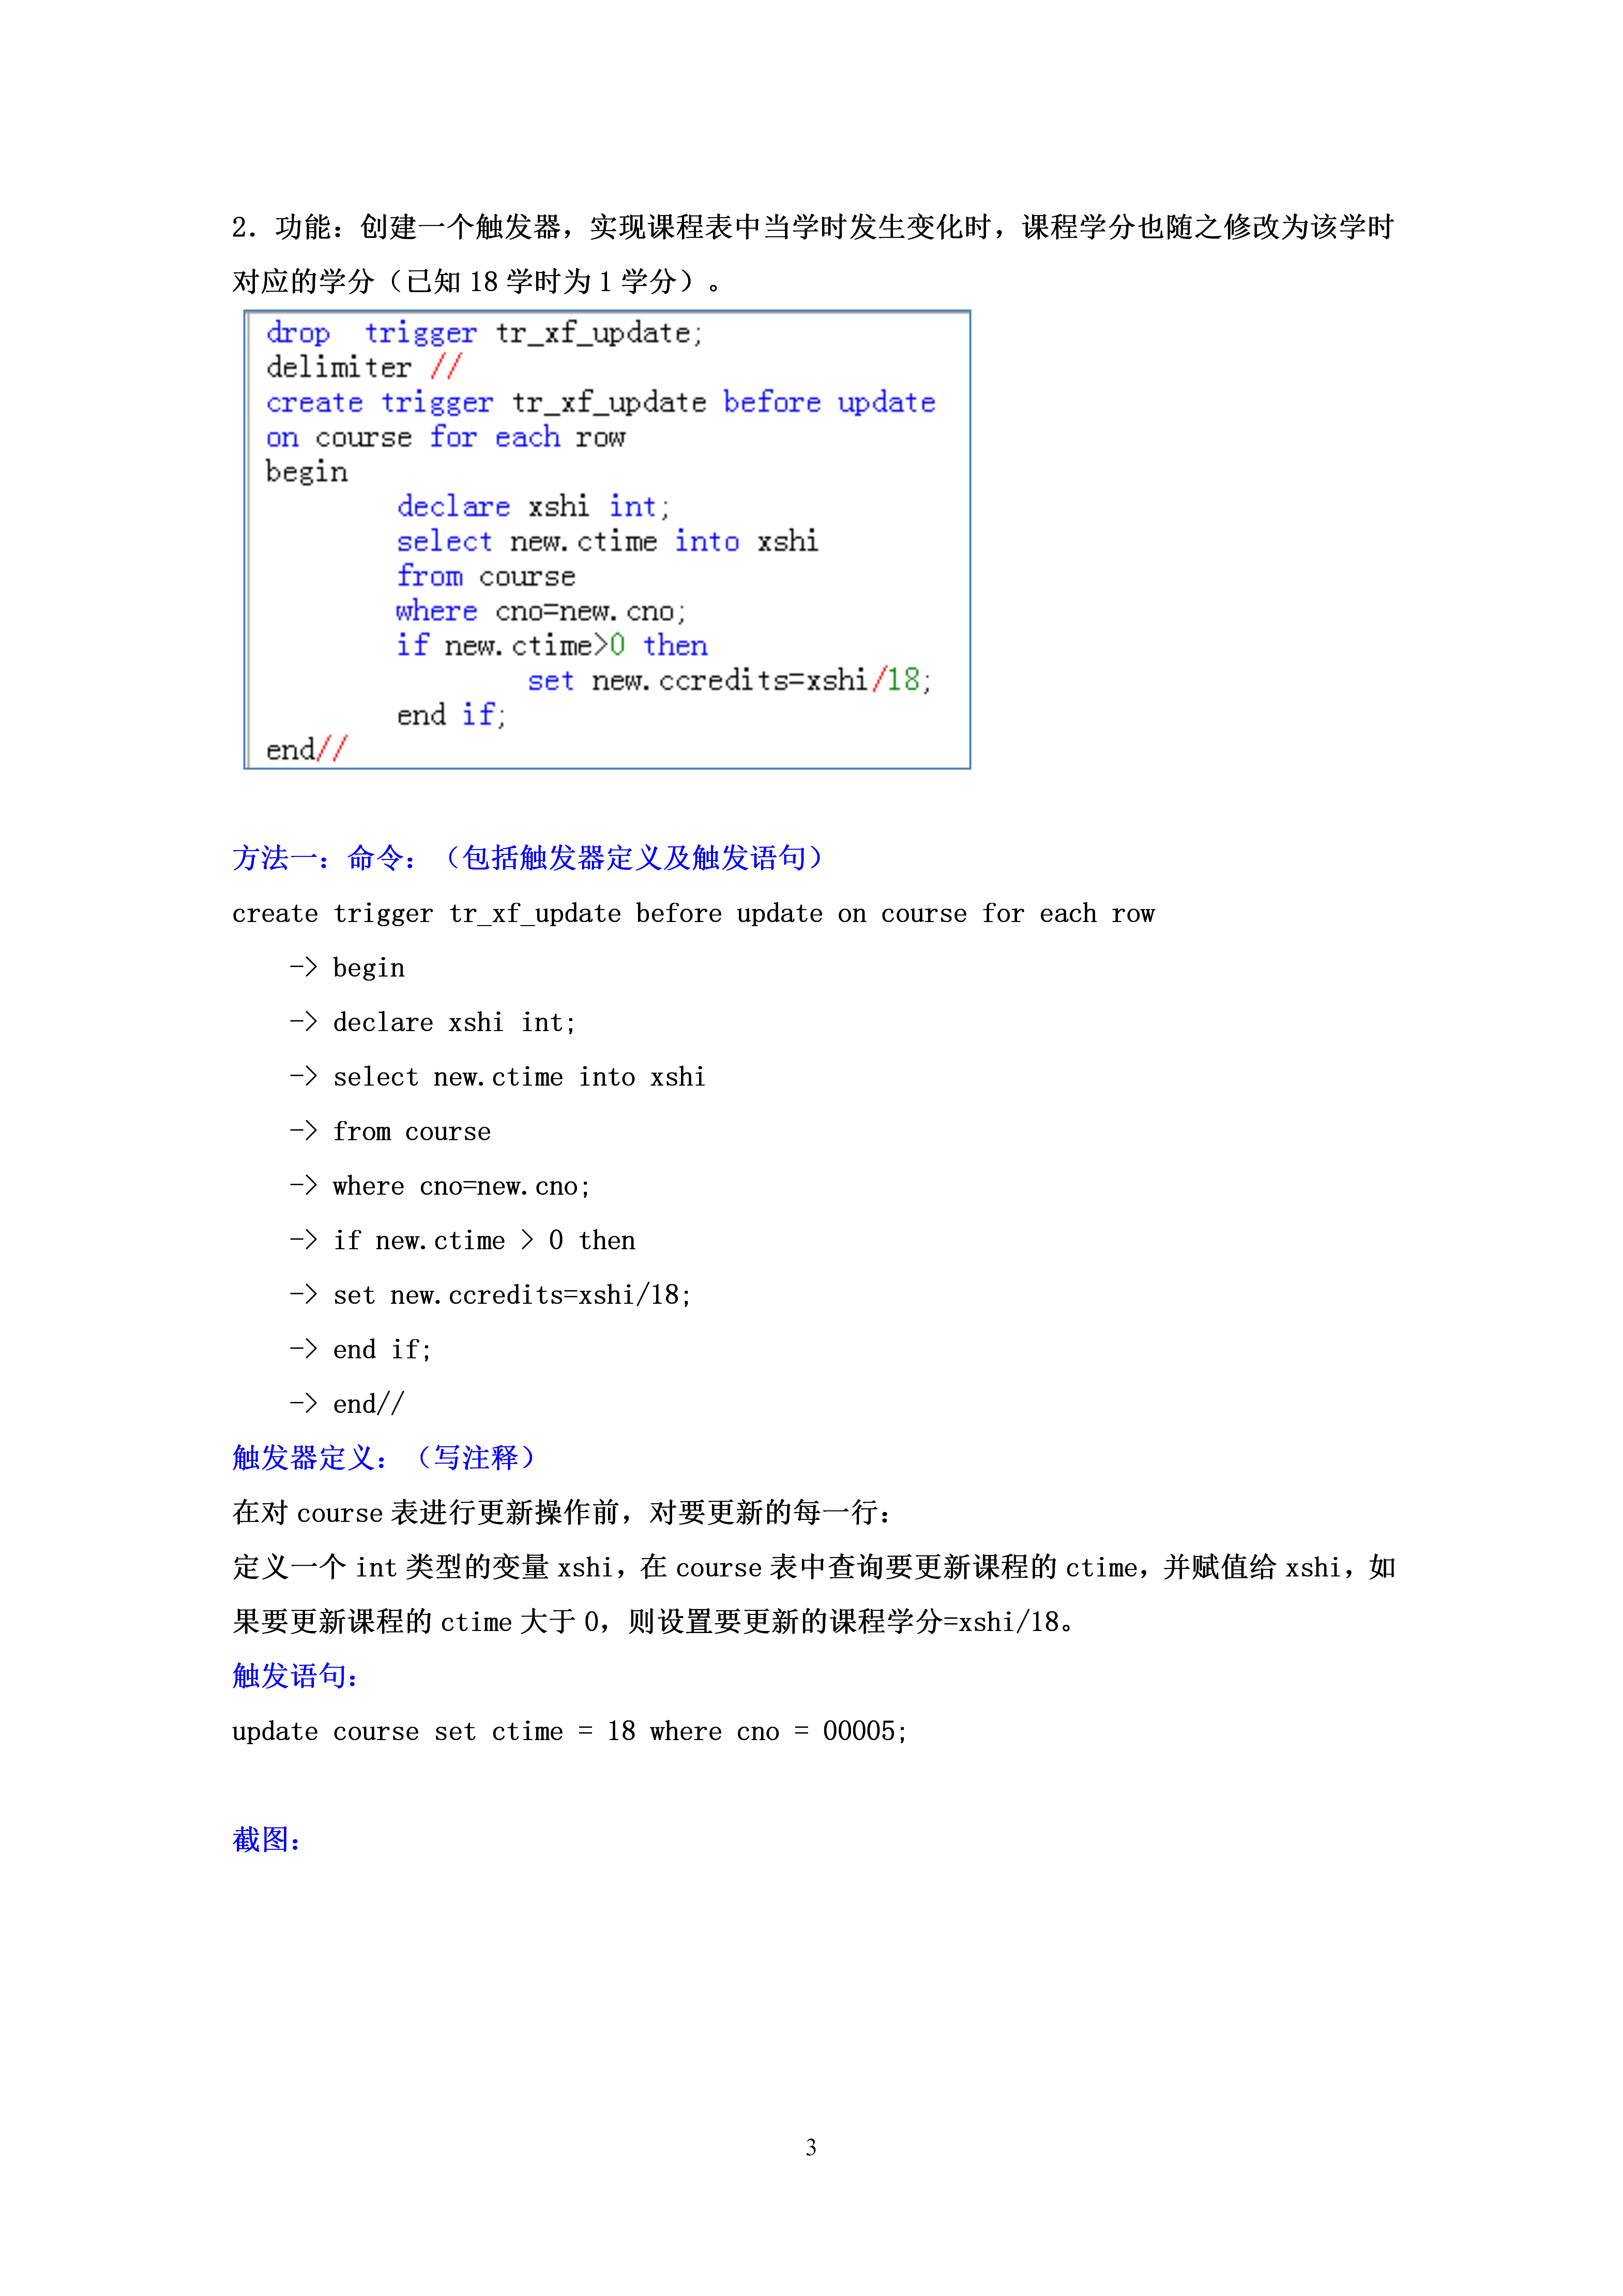 2. 功能：创建一个触发器，实现课程表中当学时发生变化时，课程学分也随之修改为该学时
对应的学分（已知 18 学时为 1 学分）。
drop  trigger tr_xf_update;
delimiter //
create trigger tr_xf_update before update
on course for each row
begin
declare xshi int;
select new.ctime into xshi
from course
where cno=new.cno;
if new.ctime>0 then
set new.ccredits=xshi/18;
end if;
end//
方法一：命令：（包括触发器定义及触发语句）
create trigger tr_xf_update before update on course for each row
-> begin
-> declare xshi int;
-> select new.ctime into xshi
-> from course
-> where cno=new.cno;
-> if new.ctime > 0 then
-> set new.ccredits=xshi/18;
-> end if;
-> end//
触发器定义：（写注释）
在对 course 表进行更新操作前，对要更新的每一行：
定义一个 int 类型的变量 xshi，在 course 表中查询要更新课程的 ctime，并赋值给 xshi，如
果要更新课程的 ctime 大于 0，则设置要更新的课程学分=xshi/18。
触发语句：
update course set ctime = 18 where cno = 00005;
截图：
3